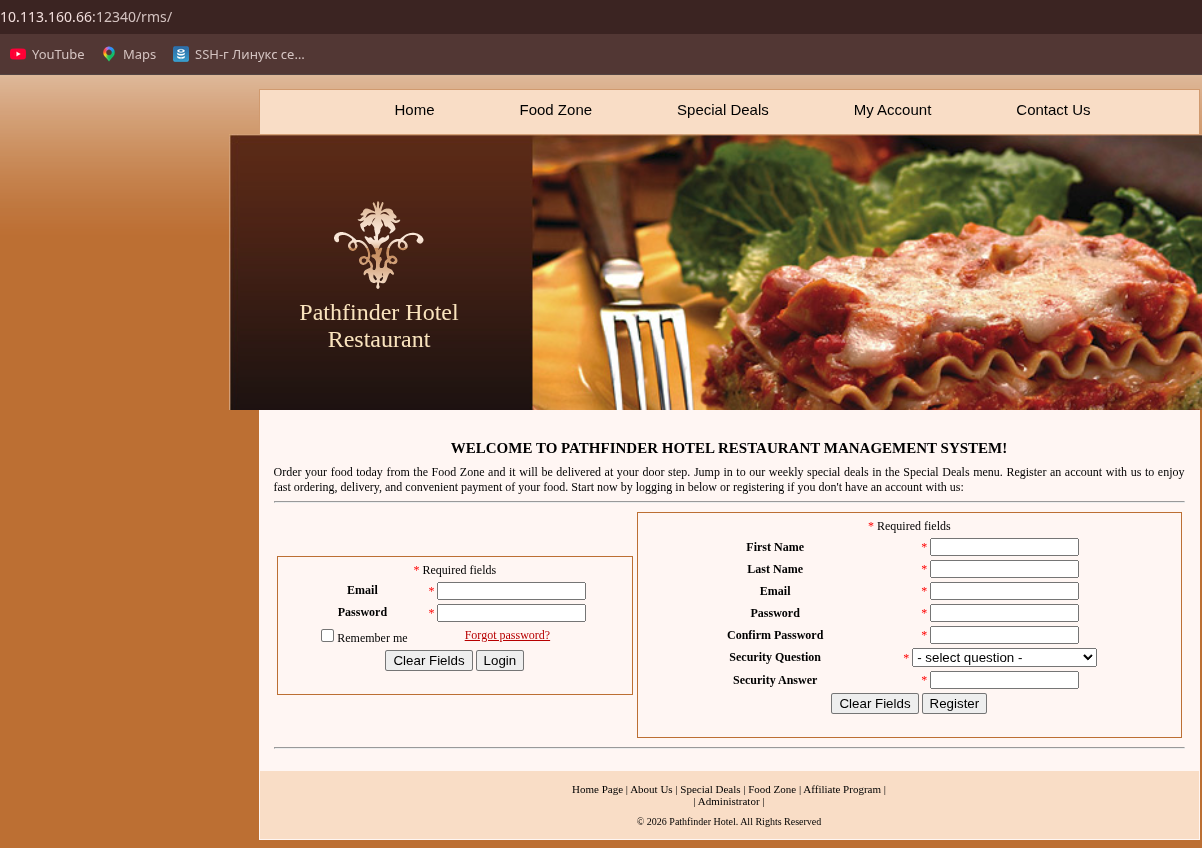 10.113.160.66:12340/rms/
YouTube Maps SSH-г Линукс се...
Home Food Zone Special Deals My Account Contact Us
Pathfinder Hotel
Restaurant
WELCOME TO PATHFINDER HOTEL RESTAURANT MANAGEMENT SYSTEM!
Order your food today from the Food Zone and it will be delivered at your door step. Jump in to our weekly special deals in the Special Deals menu. Register an account with us to enjoy
fast ordering, delivery, and convenient payment of your food. Start now by logging in below or registering if you don't have an account with us:
* Required fields
Email *
Password *
Remember me Forgot password?
Clear Fields Login
* Required fields
First Name *
Last Name *
Email *
Password *
Confirm Password *
Security Question * - select question -
Security Answer *
Clear Fields Register
Home Page | About Us | Special Deals | Food Zone | Affiliate Program |
| Administrator |
© 2026 Pathfinder Hotel. All Rights Reserved